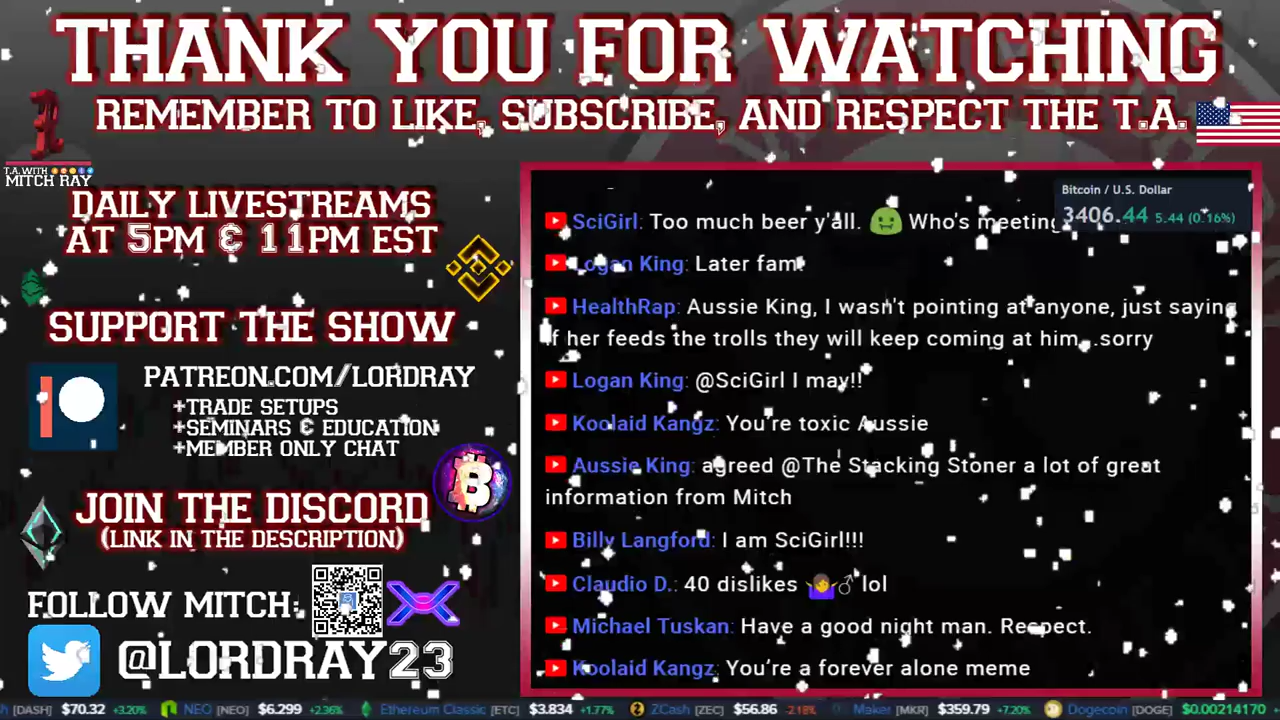 THANK YOU FOR WATCHING
REMEMBER TO LIKE, SUBSCRIBE, AND RESPECT THE T.A.
T.A. WITH
MITCH RAY
DAILY LIVESTREAMS
AT 5PM & 11PM EST
SUPPORT THE SHOW
PATREON.COM/LORDRAY
+TRADE SETUPS
+SEMINARS & EDUCATION
+MEMBER ONLY CHAT
JOIN THE DISCORD
(LINK IN THE DESCRIPTION)
FOLLOW MITCH:
@LORDRAY23
Bitcoin / U.S. Dollar
3406.44 5.44 (0.16%)
SciGirl: Too much beer y'all. 🤢 Who's meeting
Logan King: Later fam!
HealthRap: Aussie King, I wasn't pointing at anyone, just saying
if her feeds the trolls they will keep coming at him...sorry
Logan King: @SciGirl I may!!
Koolaid Kangz: You're toxic Aussie
Aussie King: agreed @The Stacking Stoner a lot of great
information from Mitch
Billy Langford: I am SciGirl!!!
Claudio D.: 40 dislikes 🤷♂ lol
Michael Tuskan: Have a good night man. Respect.
Koolaid Kangz: You're a forever alone meme
[DASH] $70.32 +3.20% NEO [NEO] $6.299 +2.36% Ethereum Classic [ETC] $3.834 +1.77% ZCash [ZEC] $56.86 -2.18% Maker [MKR] $359.79 +7.20% Dogecoin [DOGE] $0.00214170